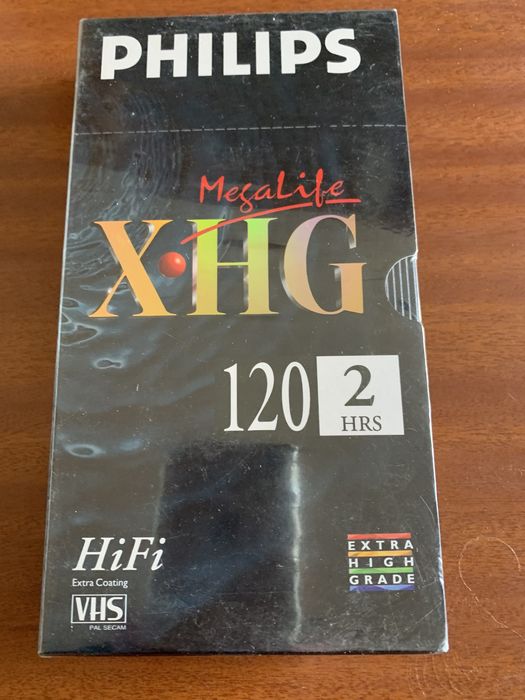 PHILIPS
MegaLife
X•HG
120
2
HRS
HiFi
Extra Coating
VHS
PAL SECAM
EXTRA
HIGH
GRADE